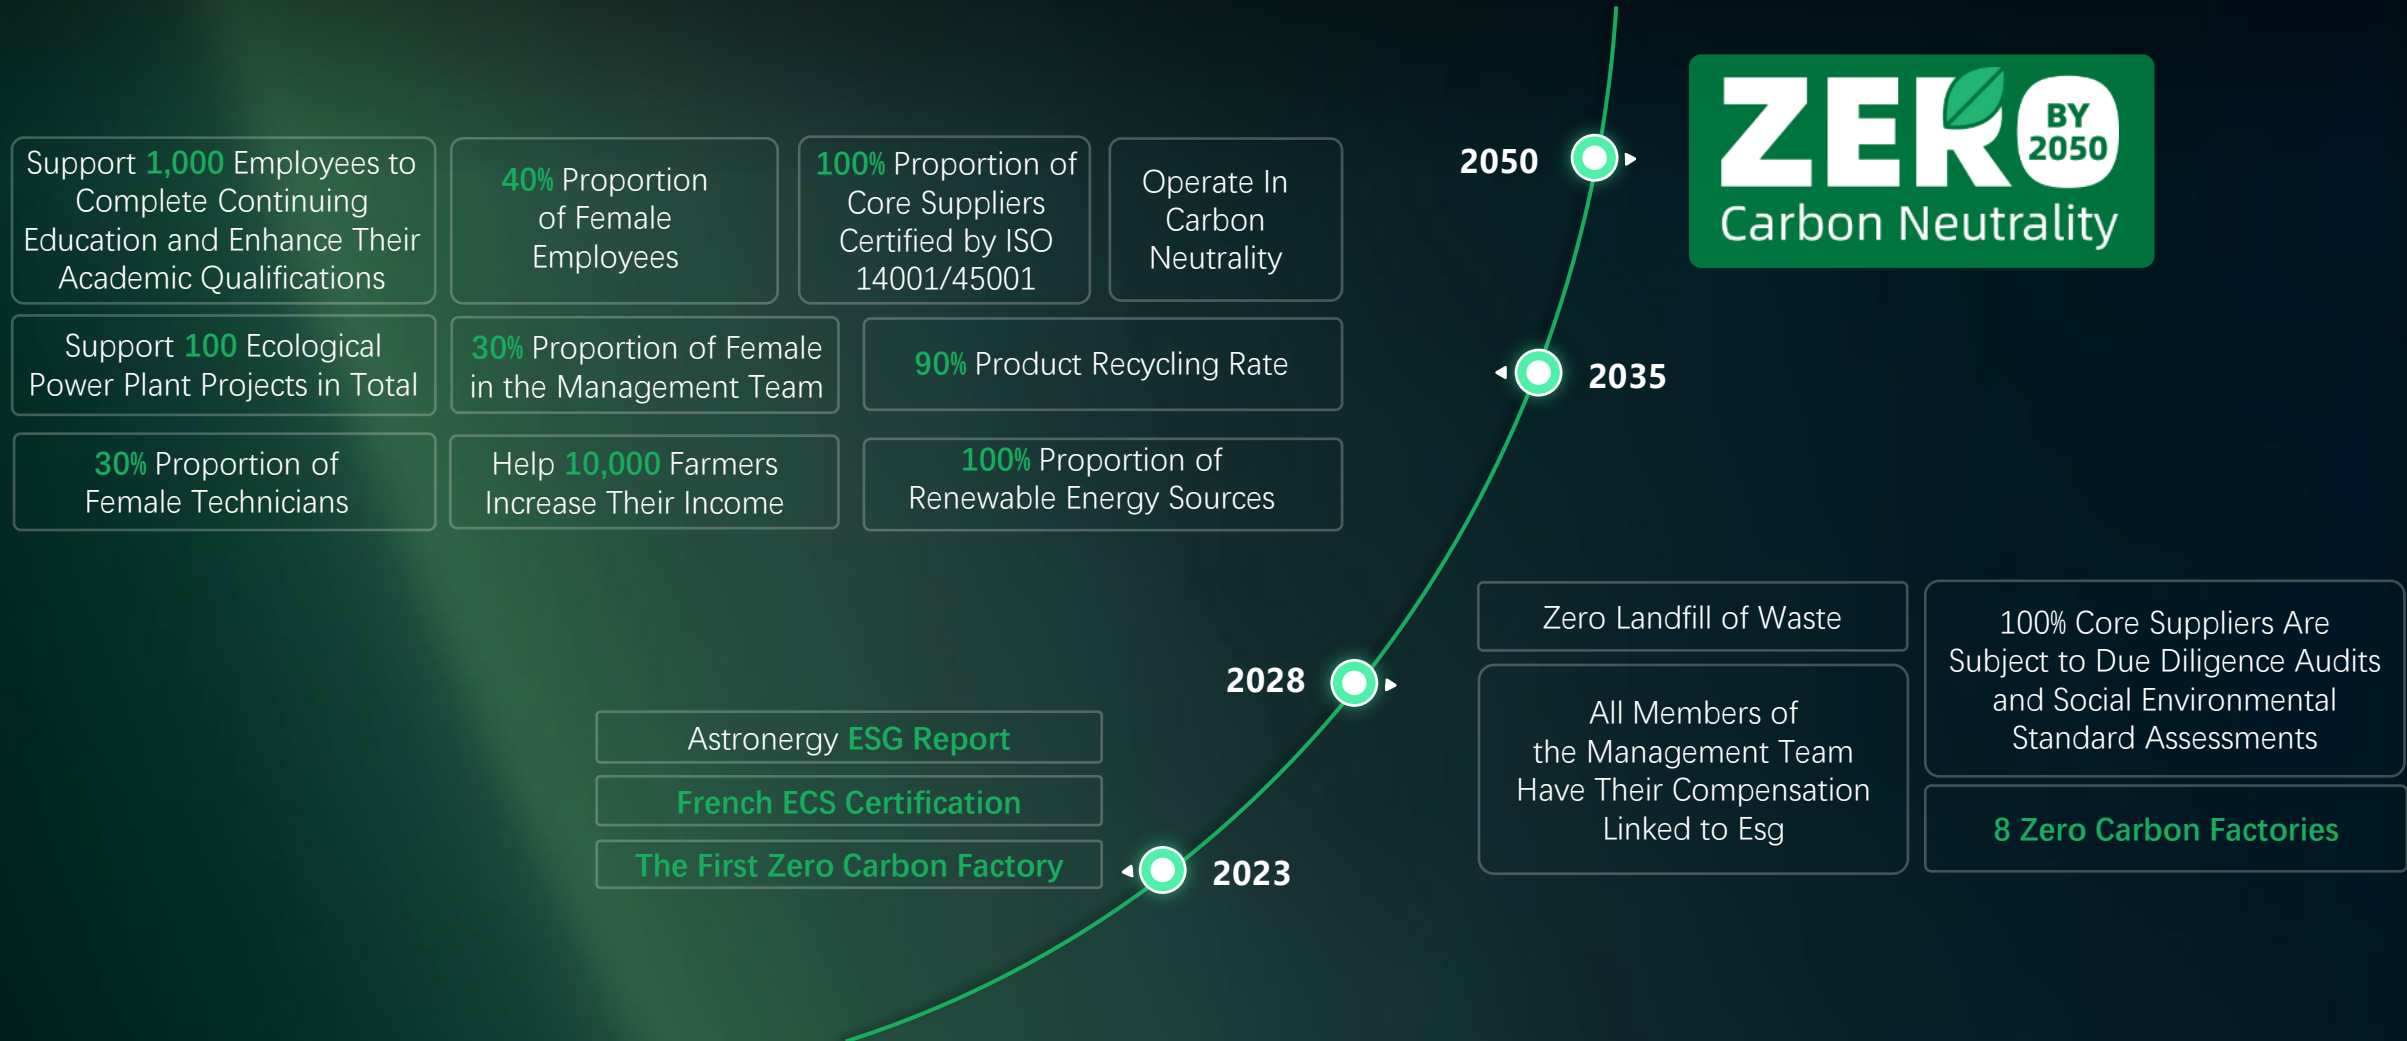 ZERO
BY
2050
Carbon Neutrality
2050
Support 1,000 Employees to
Complete Continuing
Education and Enhance Their
Academic Qualifications
40% Proportion
of Female
Employees
100% Proportion of
Core Suppliers
Certified by ISO
14001/45001
Operate In
Carbon
Neutrality
Support 100 Ecological
Power Plant Projects in Total
30% Proportion of Female
in the Management Team
90% Product Recycling Rate
2035
30% Proportion of
Female Technicians
Help 10,000 Farmers
Increase Their Income
100% Proportion of
Renewable Energy Sources
2028
Zero Landfill of Waste
All Members of
the Management Team
Have Their Compensation
Linked to Esg
100% Core Suppliers Are
Subject to Due Diligence Audits
and Social Environmental
Standard Assessments
8 Zero Carbon Factories
Astronergy ESG Report
French ECS Certification
The First Zero Carbon Factory
2023